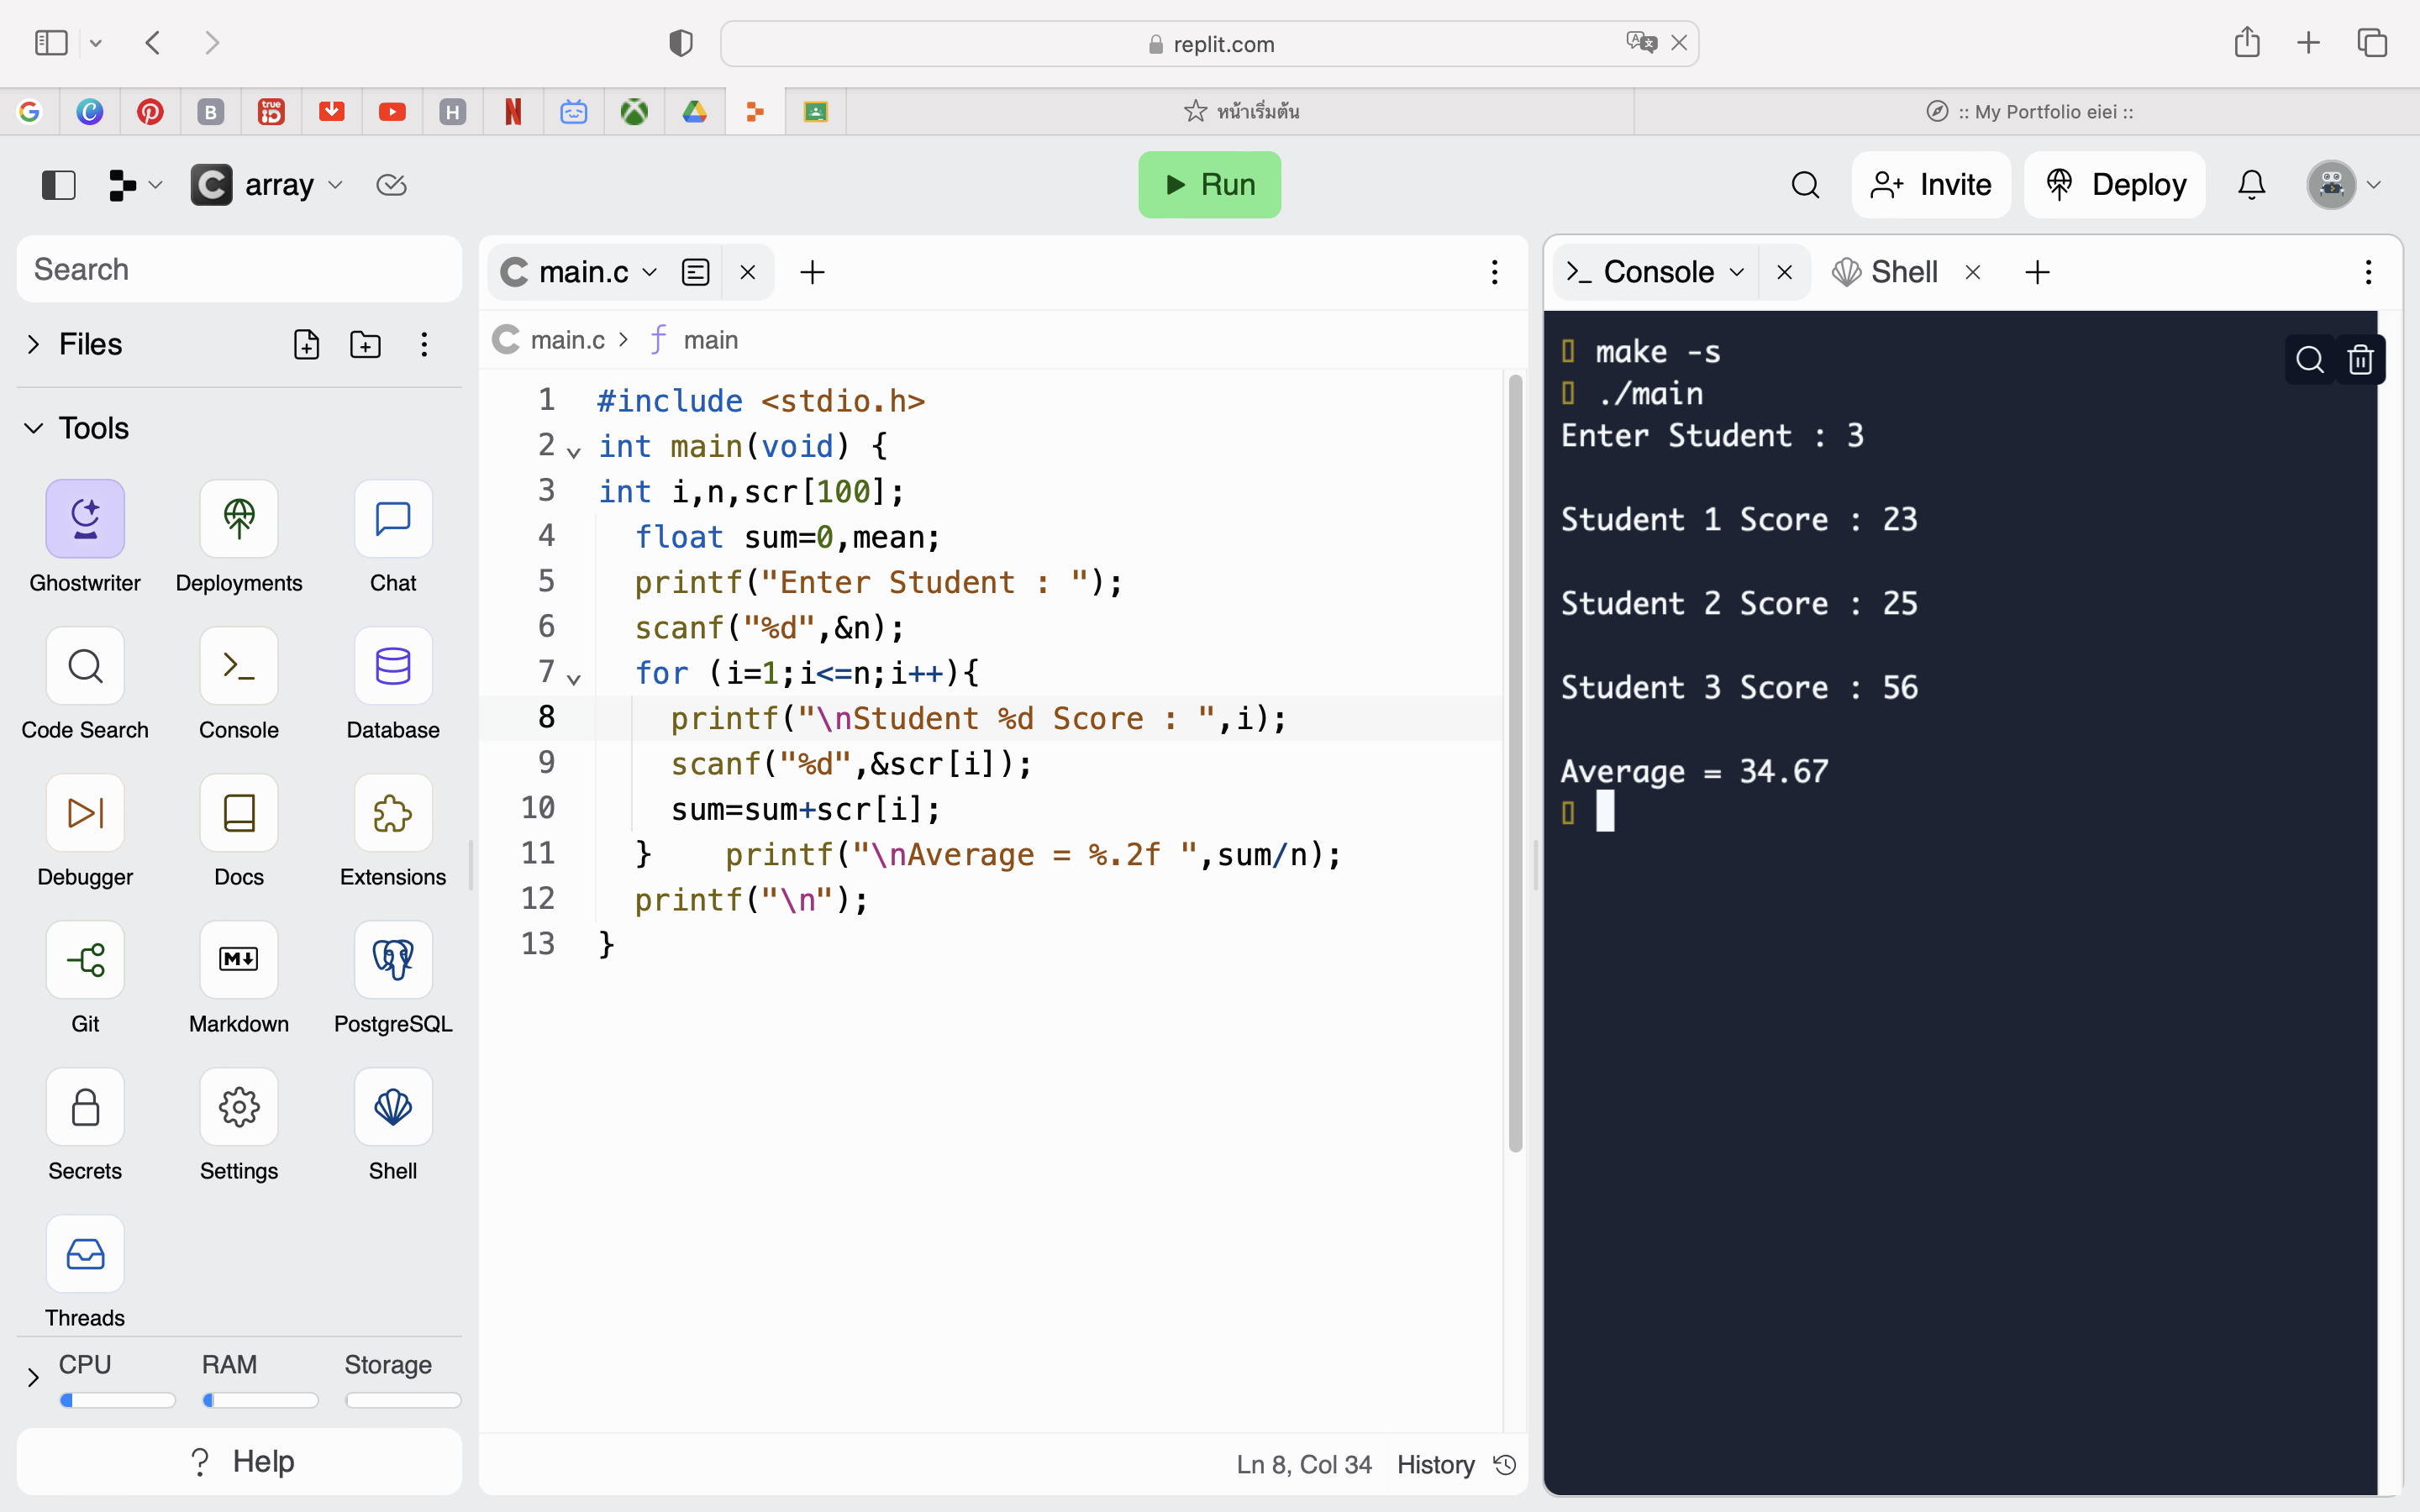 replit.com
หน้าเริ่มต้น
:: My Portfolio eiei ::
array
Run
Invite
Deploy
Search
Files
Tools
Ghostwriter
Deployments
Chat
Code Search
Console
Database
Debugger
Docs
Extensions
Git
Markdown
PostgreSQL
Secrets
Settings
Shell
Threads
CPU
RAM
Storage
? Help
main.c
main.c > ƒ main
1 #include <stdio.h>
2 int main(void) {
3 int i,n,scr[100];
4 float sum=0,mean;
5 printf("Enter Student : ");
6 scanf("%d",&n);
7 for (i=1;i<=n;i++){
8 printf("\nStudent %d Score : ",i);
9 scanf("%d",&scr[i]);
10 sum=sum+scr[i];
11 }    printf("\nAverage = %.2f ",sum/n);
12 printf("\n");
13 }
Ln 8, Col 34
History
>_ Console
Shell
make -s
./main
Enter Student : 3
Student 1 Score : 23
Student 2 Score : 25
Student 3 Score : 56
Average = 34.67